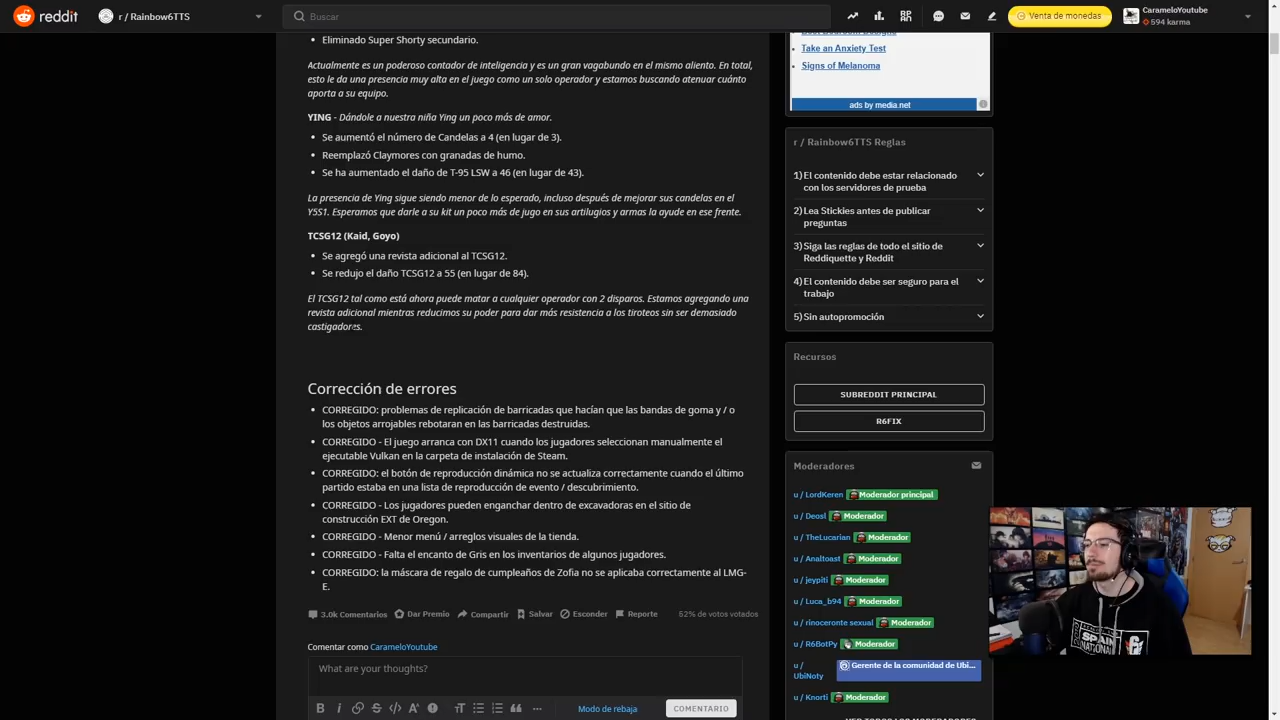 reddit
r / Rainbow6TTS
Buscar
Venta de monedas
CarameloYoutube
594 karma
Eliminado Super Shorty secundario.
Actualmente es un poderoso contador de inteligencia y es un gran vagabundo en el mismo aliento. En total,
esto le da una presencia muy alta en el juego como un solo operador y estamos buscando atenuar cuánto
aporta a su equipo.
YING - Dándole a nuestra niña Ying un poco más de amor.
Se aumentó el número de Candelas a 4 (en lugar de 3).
Reemplazó Claymores con granadas de humo.
Se ha aumentado el daño de T-95 LSW a 46 (en lugar de 43).
La presencia de Ying sigue siendo menor de lo esperado, incluso después de mejorar sus candelas en el
Y5S1. Esperamos que darle a su kit un poco más de jugo en sus artilugios y armas la ayude en ese frente.
TCSG12 (Kaid, Goyo)
Se agregó una revista adicional al TCSG12.
Se redujo el daño TCSG12 a 55 (en lugar de 84).
El TCSG12 tal como está ahora puede matar a cualquier operador con 2 disparos. Estamos agregando una
revista adicional mientras reducimos su poder para dar más resistencia a los tiroteos sin ser demasiado
castigadores.
Corrección de errores
CORREGIDO: problemas de replicación de barricadas que hacían que las bandas de goma y / o
los objetos arrojables rebotaran en las barricadas destruidas.
CORREGIDO - El juego arranca con DX11 cuando los jugadores seleccionan manualmente el
ejecutable Vulkan en la carpeta de instalación de Steam.
CORREGIDO: el botón de reproducción dinámica no se actualiza correctamente cuando el último
partido estaba en una lista de reproducción de evento / descubrimiento.
CORREGIDO - Los jugadores pueden enganchar dentro de excavadoras en el sitio de
construcción EXT de Oregon.
CORREGIDO - Menor menú / arreglos visuales de la tienda.
CORREGIDO - Falta el encanto de Gris en los inventarios de algunos jugadores.
CORREGIDO: la máscara de regalo de cumpleaños de Zofia no se aplicaba correctamente al LMG-
E.
3.0k Comentarios
Dar Premio
Compartir
Salvar
Esconder
Reporte
52% de votos votados
Comentar como CarameloYoutube
What are your thoughts?
Modo de rebaja
COMENTARIO
Take an Anxiety Test
Signs of Melanoma
ads by media.net
r / Rainbow6TTS Reglas
1) El contenido debe estar relacionado
con los servidores de prueba
2) Lea Stickies antes de publicar
preguntas
3) Siga las reglas de todo el sitio de
Reddiquette y Reddit
4) El contenido debe ser seguro para el
trabajo
5) Sin autopromoción
Recursos
SUBREDDIT PRINCIPAL
R6FIX
Moderadores
u / LordKeren Moderador principal
u / Deosl Moderador
u / TheLucarian Moderador
u / Analtoast Moderador
u / jeypiti Moderador
u / Luca_b94 Moderador
u / rinoceronte sexual Moderador
u / R6BotPy Moderador
u /
UbiNoty
Gerente de la comunidad de Ubi...
u / Knorti Moderador
SPAIN
NATIONAL